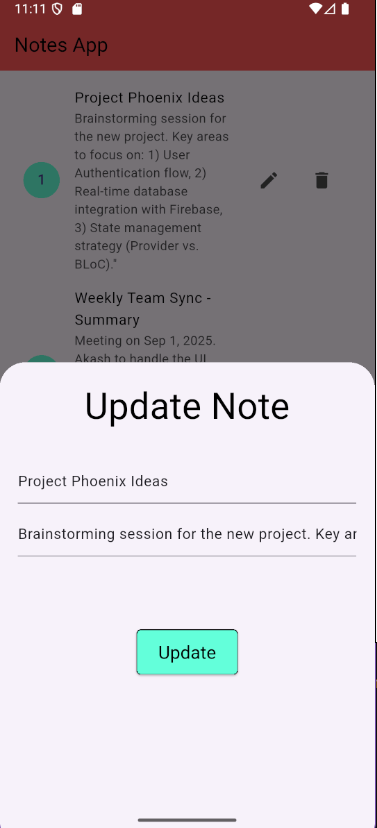 11:11
Notes App
Project Phoenix Ideas
Brainstorming session for
the new project. Key areas
to focus on: 1) User
Authentication flow, 2)
1
Real-time database
integration with Firebase,
3) State management
strategy (Provider vs.
BLoC)."
Weekly Team Sync -
Summary
Meeting on Sep 1, 2025.
Akash to handle the UI
Update Note
Project Phoenix Ideas
Brainstorming session for the new project. Key ar
Update